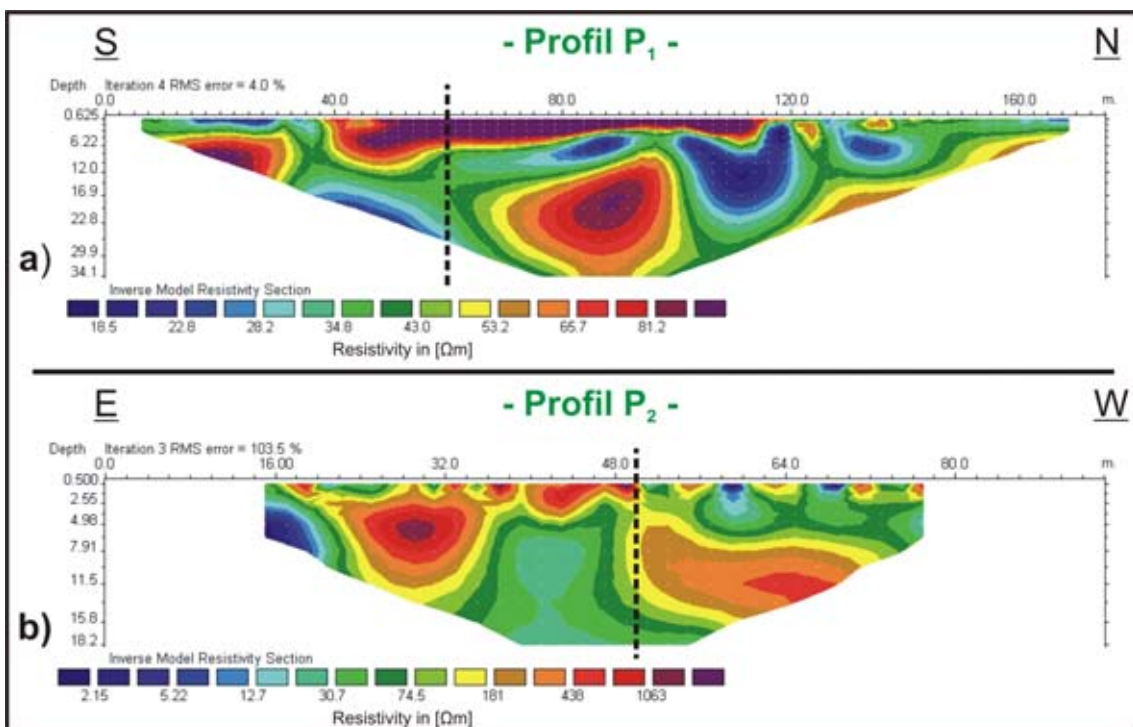 - Profil P₁ -
S N
Depth Iteration 4 RMS error = 4.0 %
0.0 40.0 80.0 120.0 160.0 m.
0.625
6.22
12.0
16.9
22.8
29.9
34.1
a)
Inverse Model Resistivity Section
18.5 22.8 28.2 34.8 43.0 53.2 65.7 81.2
Resistivity in [Ωm]
- Profil P₂ -
E W
Depth Iteration 3 RMS error = 103.5 %
0.0 16.00 32.0 48.0 64.0 80.0 m.
0.500
2.55
4.98
7.91
11.5
15.8
18.2
b)
Inverse Model Resistivity Section
2.15 5.22 12.7 30.7 74.5 181 438 1063
Resistivity in [Ωm]